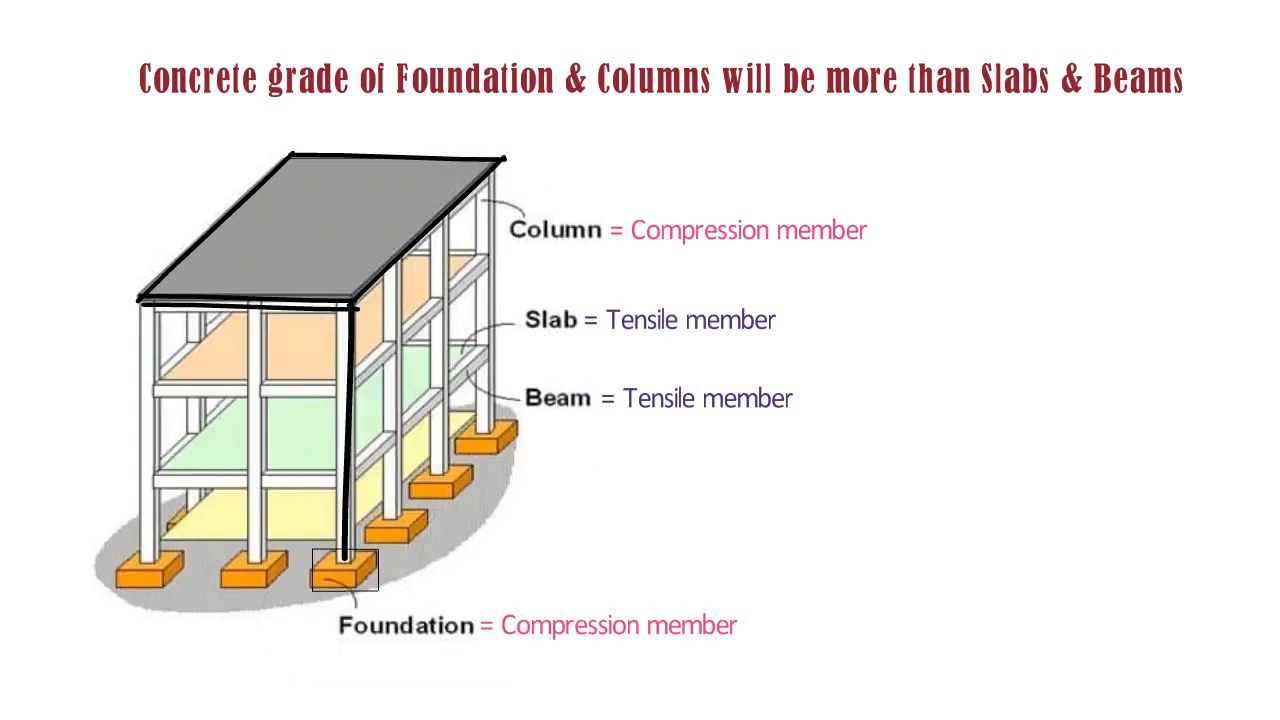 Concrete grade of Foundation & Columns will be more than Slabs & Beams
Column = Compression member
Slab = Tensile member
Beam = Tensile member
Foundation = Compression member